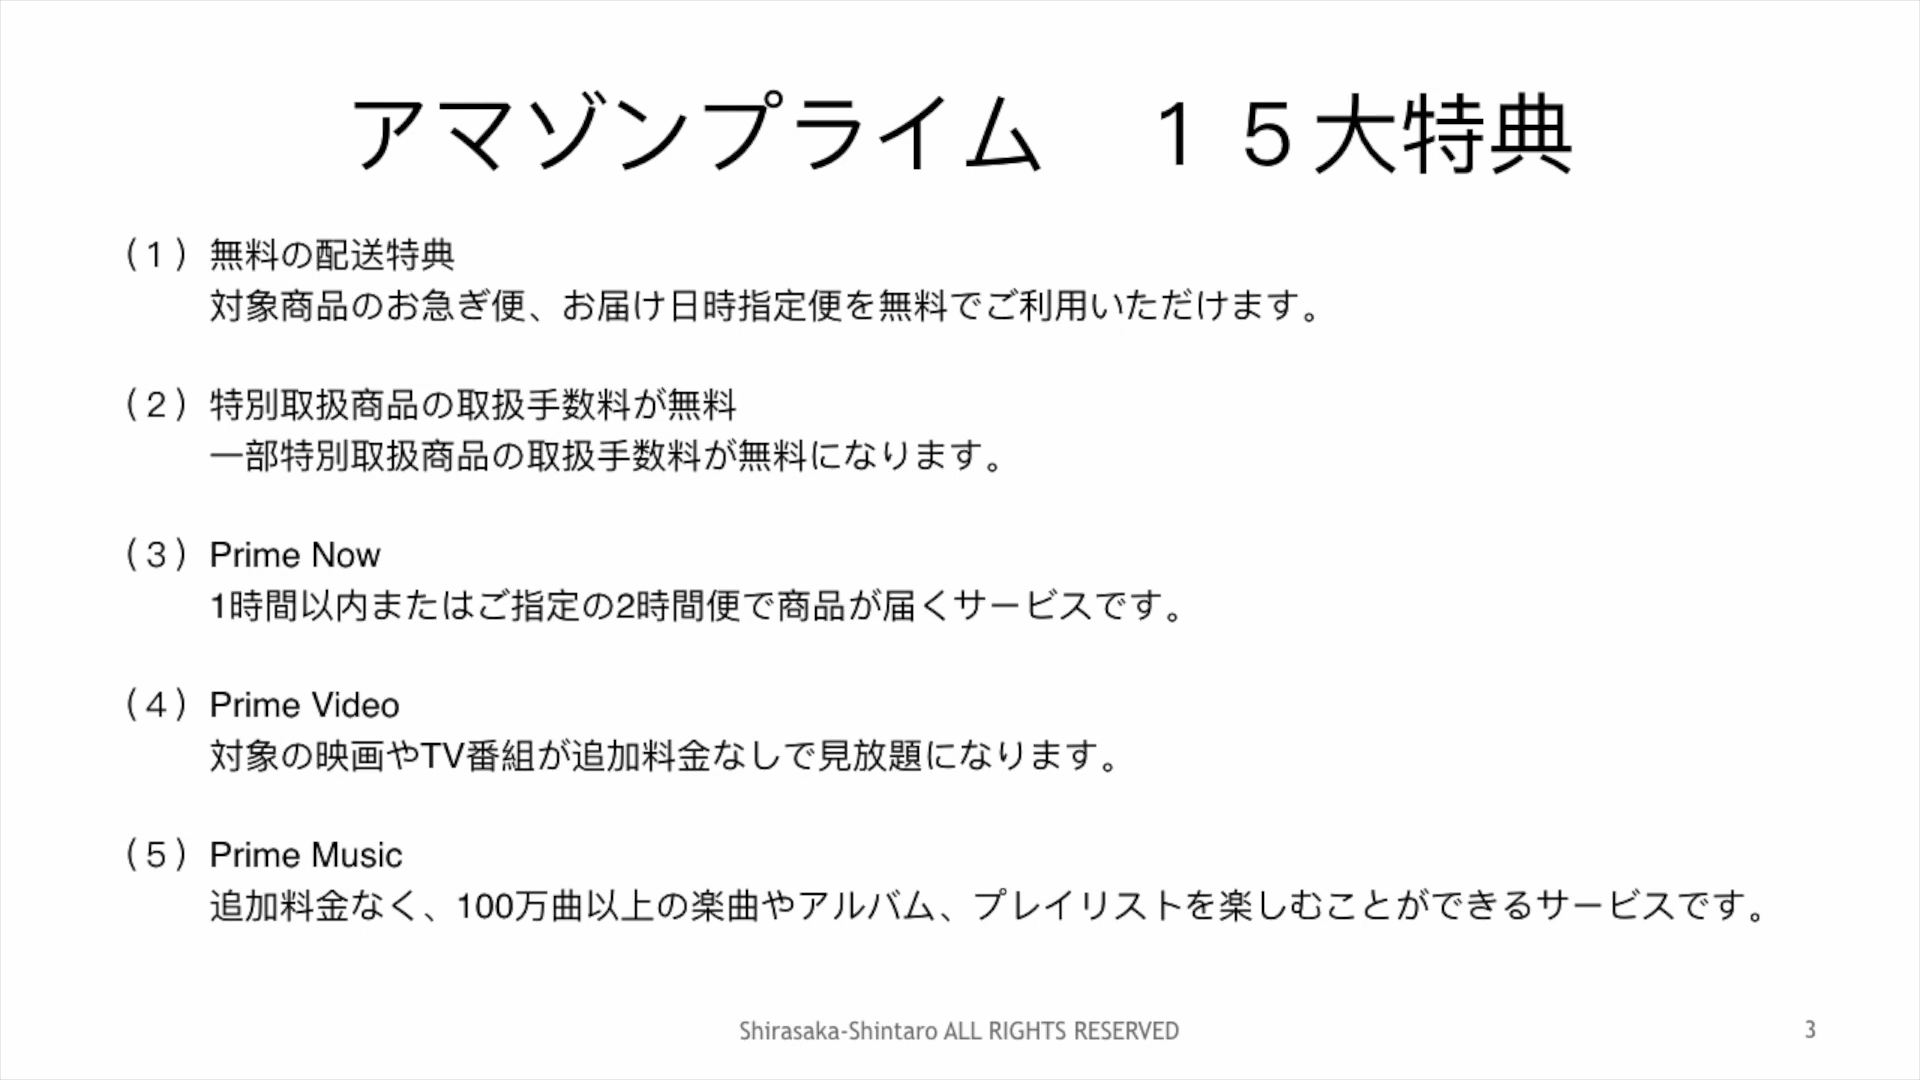 アマゾンプライム　１５大特典
（１）無料の配送特典
対象商品のお急ぎ便、お届け日時指定便を無料でご利用いただけます。
（２）特別取扱商品の取扱手数料が無料
一部特別取扱商品の取扱手数料が無料になります。
（３）Prime Now
1時間以内またはご指定の2時間便で商品が届くサービスです。
（４）Prime Video
対象の映画やTV番組が追加料金なしで見放題になります。
（５）Prime Music
追加料金なく、100万曲以上の楽曲やアルバム、プレイリストを楽しむことができるサービスです。
Shirasaka-Shintaro ALL RIGHTS RESERVED
3